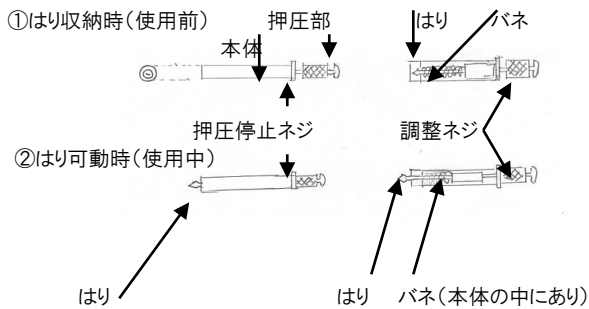 ①はり収納時（使用前）
押圧部
はり
バネ
本体
押圧停止ネジ
調整ネジ
②はり可動時（使用中）
はり
はり
バネ（本体の中にあり）